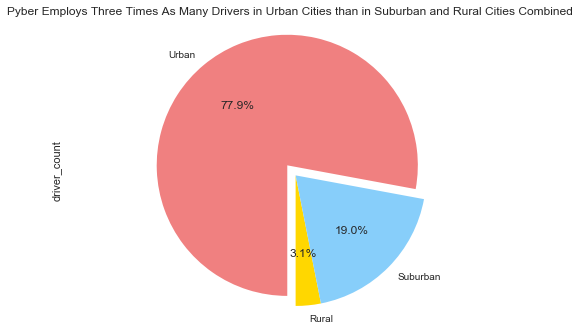 Pyber Employs Three Times As Many Drivers in Urban Cities than in Suburban and Rural Cities Combined
Urban
77.9%
driver_count
19.0%
3.1%
Suburban
Rural